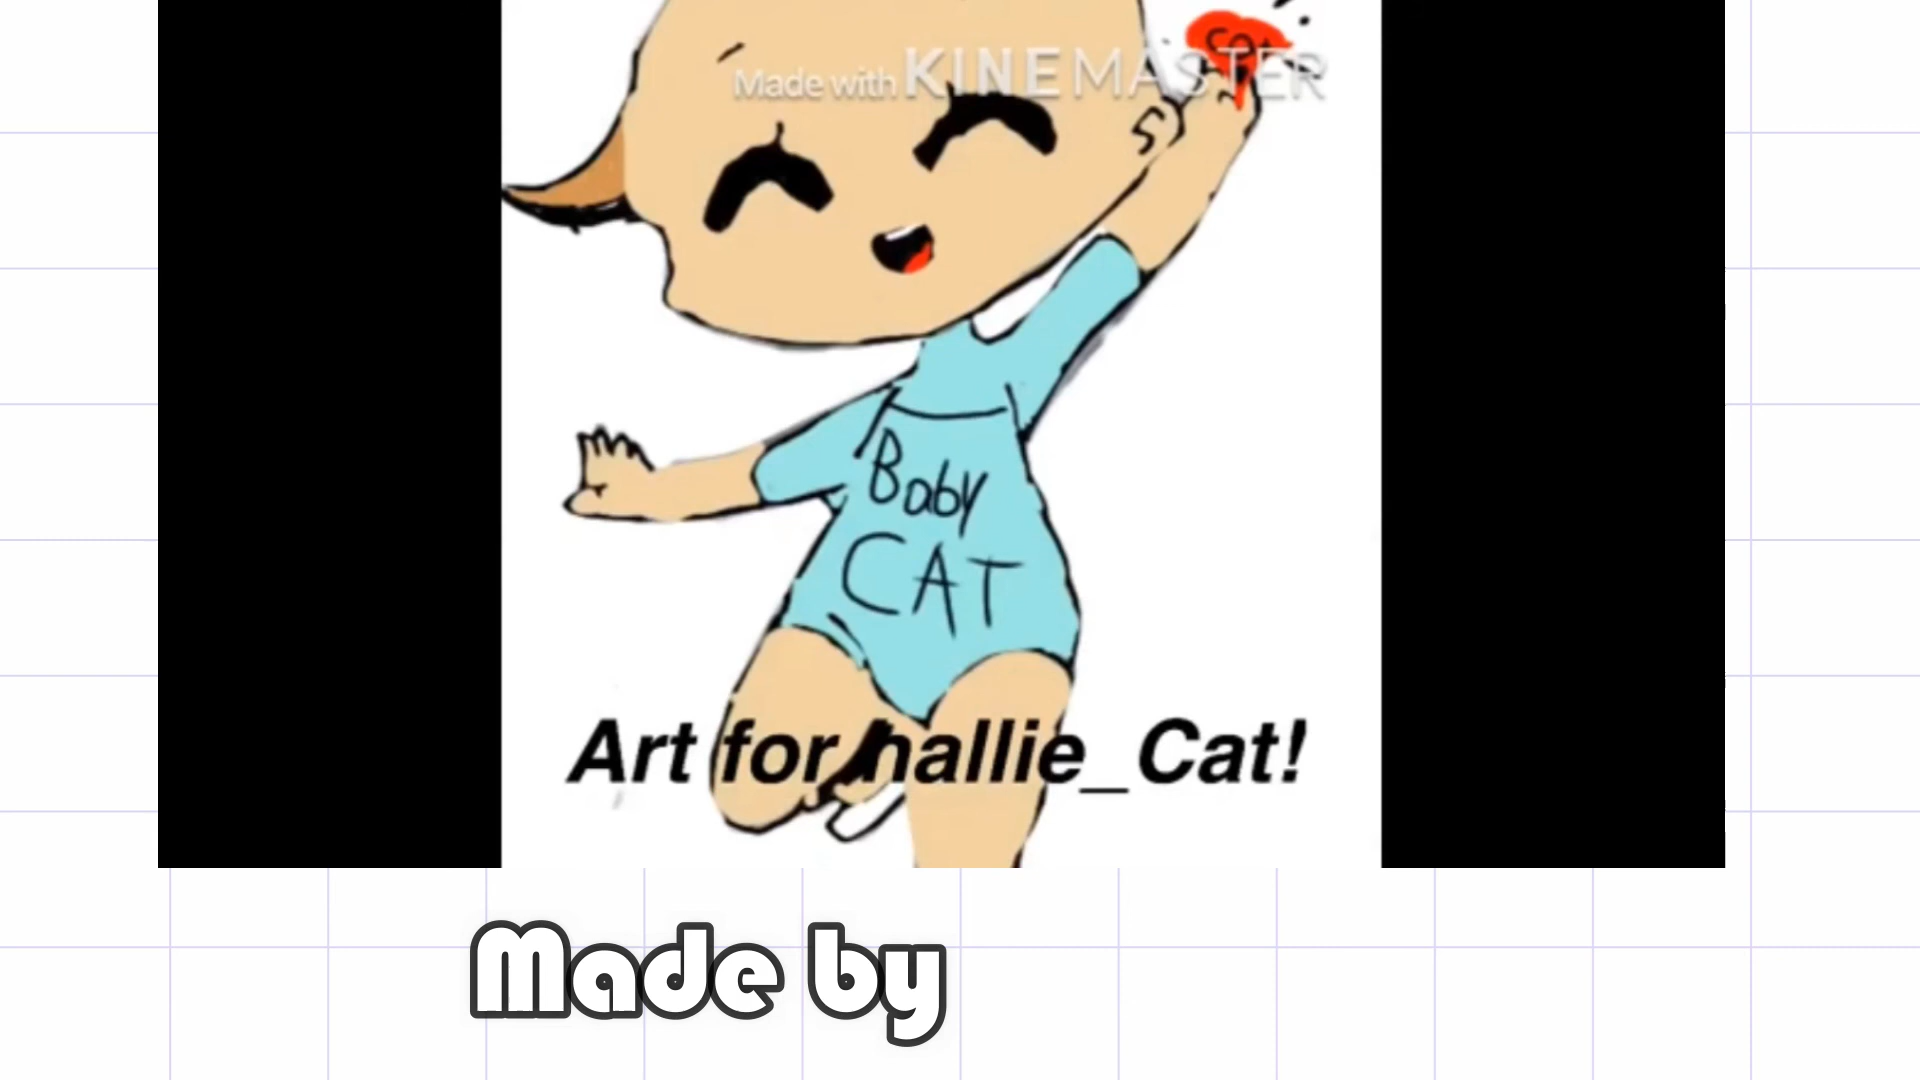 Made with KINEMASTER
Baby
CAT
Art for hallie_Cat!
Made by